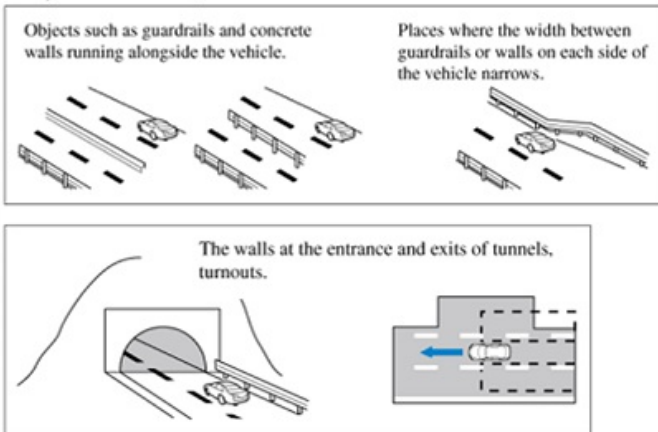 Objects such as guardrails and concrete
walls running alongside the vehicle.
Places where the width between
guardrails or walls on each side of
the vehicle narrows.
The walls at the entrance and exits of tunnels,
turnouts.